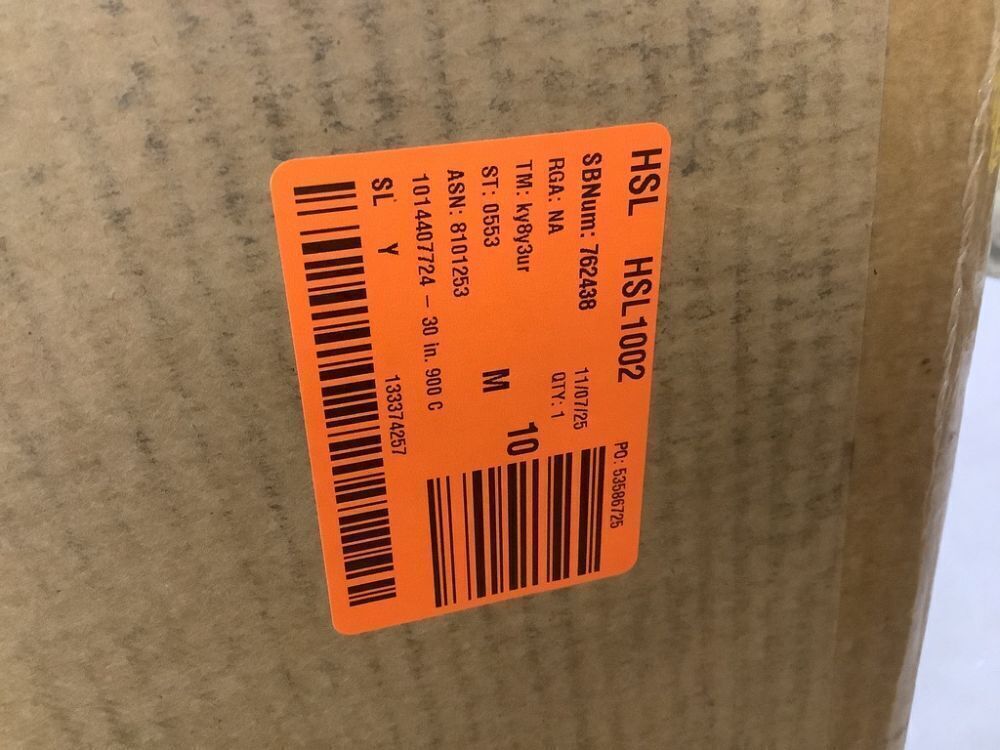 HSL HSL1002
PO: 53586725
SBNum: 762438 11/07/25
RGA: NA QTY: 1
TM: ky8y3ur 10
ST: 0553 M
ASN: 8101253
1014407724 – 30 in. 900 C
SL Y 133374257